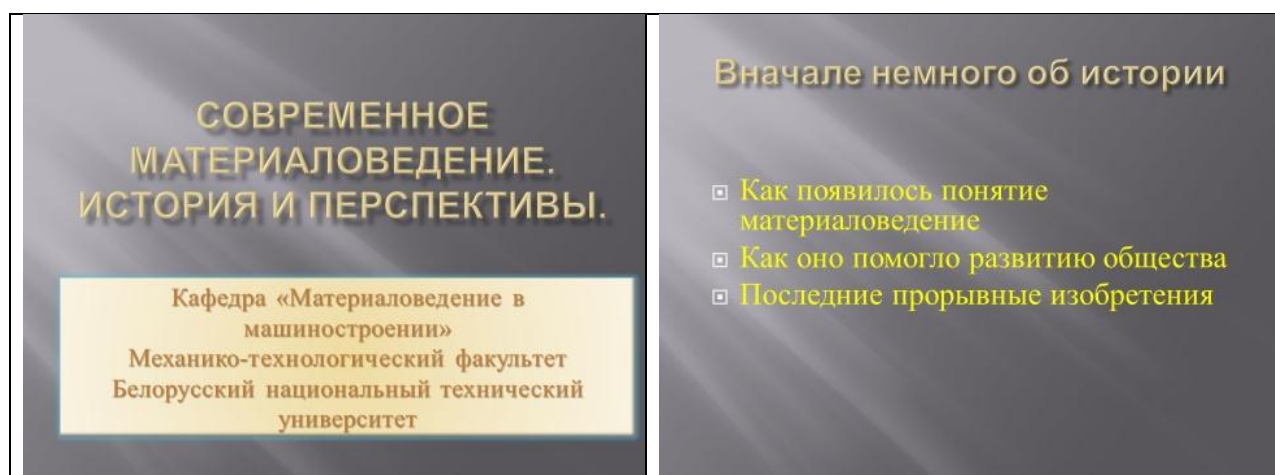 СОВРЕМЕННОЕ
МАТЕРИАЛОВЕДЕНИЕ.
ИСТОРИЯ И ПЕРСПЕКТИВЫ.
Кафедра «Материаловедение в
машиностроении»
Механико-технологический факультет
Белорусский национальный технический
университет
Вначале немного об истории
Как появилось понятие
материаловедение
Как оно помогло развитию общества
Последние прорывные изобретения